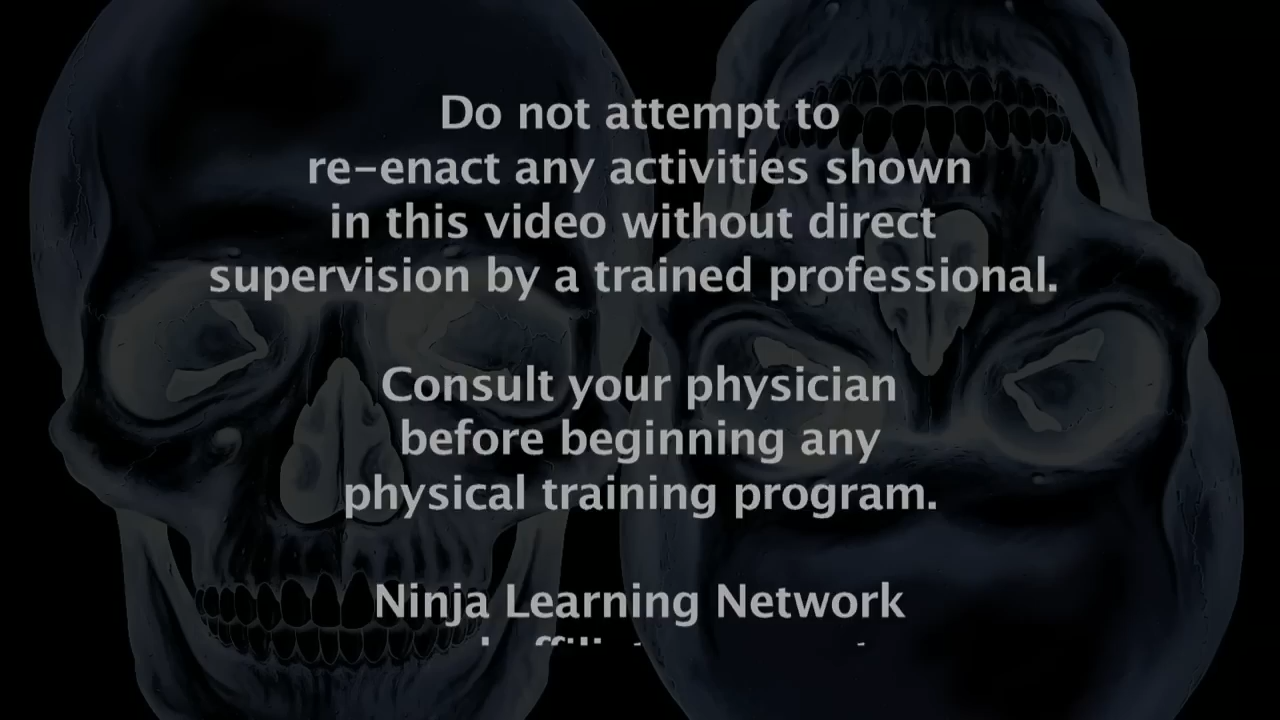 Do not attempt to
re-enact any activities shown
in this video without direct
supervision by a trained professional.
Consult your physician
before beginning any
physical training program.
Ninja Learning Network